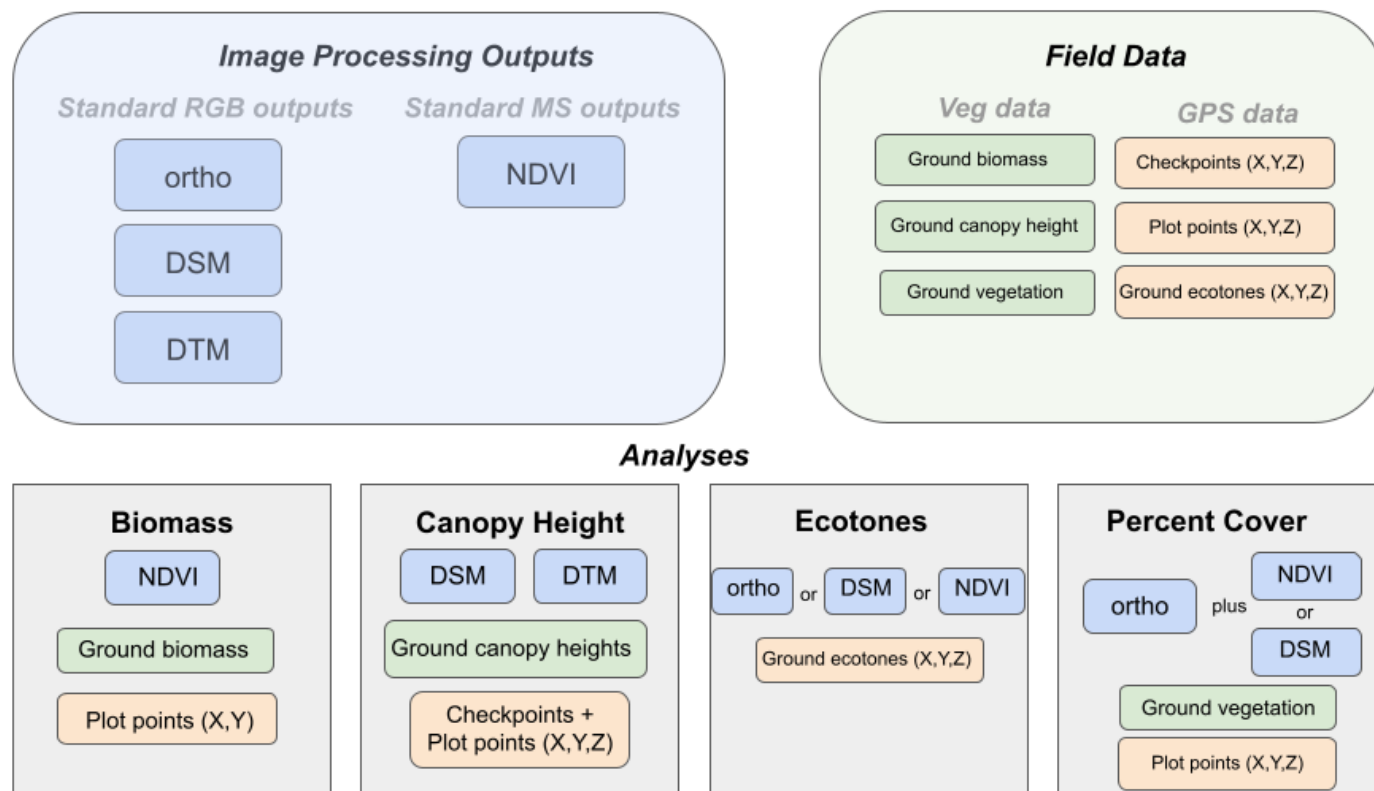 Image Processing Outputs
Standard RGB outputs
Standard MS outputs
ortho
DSM
DTM
NDVI
Field Data
Veg data
GPS data
Ground biomass
Checkpoints (X,Y,Z)
Ground canopy height
Plot points (X,Y,Z)
Ground vegetation
Ground ecotones (X,Y,Z)
Analyses
Biomass
NDVI
Ground biomass
Plot points (X,Y)
Canopy Height
DSM
DTM
Ground canopy heights
Checkpoints +
Plot points (X,Y,Z)
Ecotones
ortho or DSM or NDVI
Ground ecotones (X,Y,Z)
Percent Cover
ortho plus
NDVI
or
DSM
Ground vegetation
Plot points (X,Y,Z)